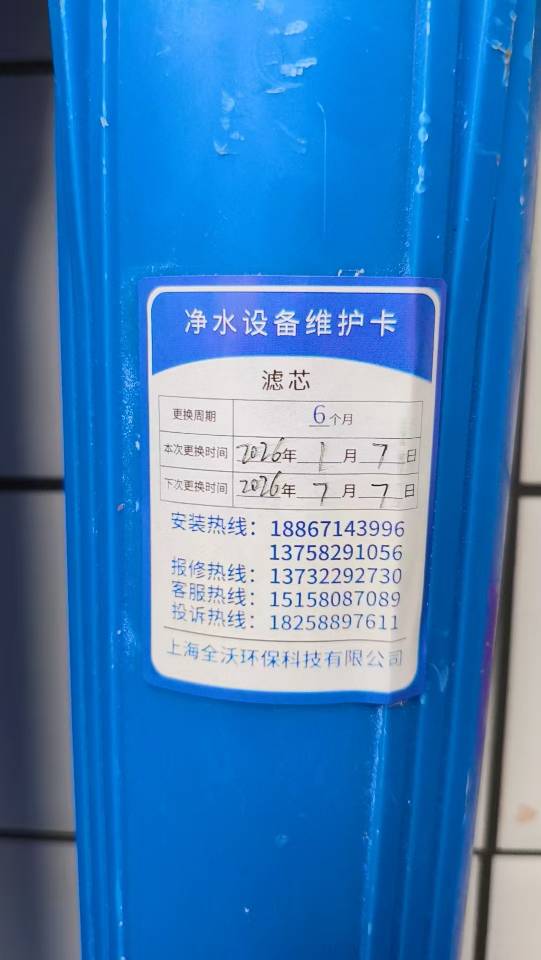 净水设备维护卡
滤芯
更换周期 6个月
本次更换时间 2026年1月7日
下次更换时间 2026年7月7日
安装热线：18867143996
13758291056
报修热线：13732292730
客服热线：15158087089
投诉热线：18258897611
上海全沃环保科技有限公司